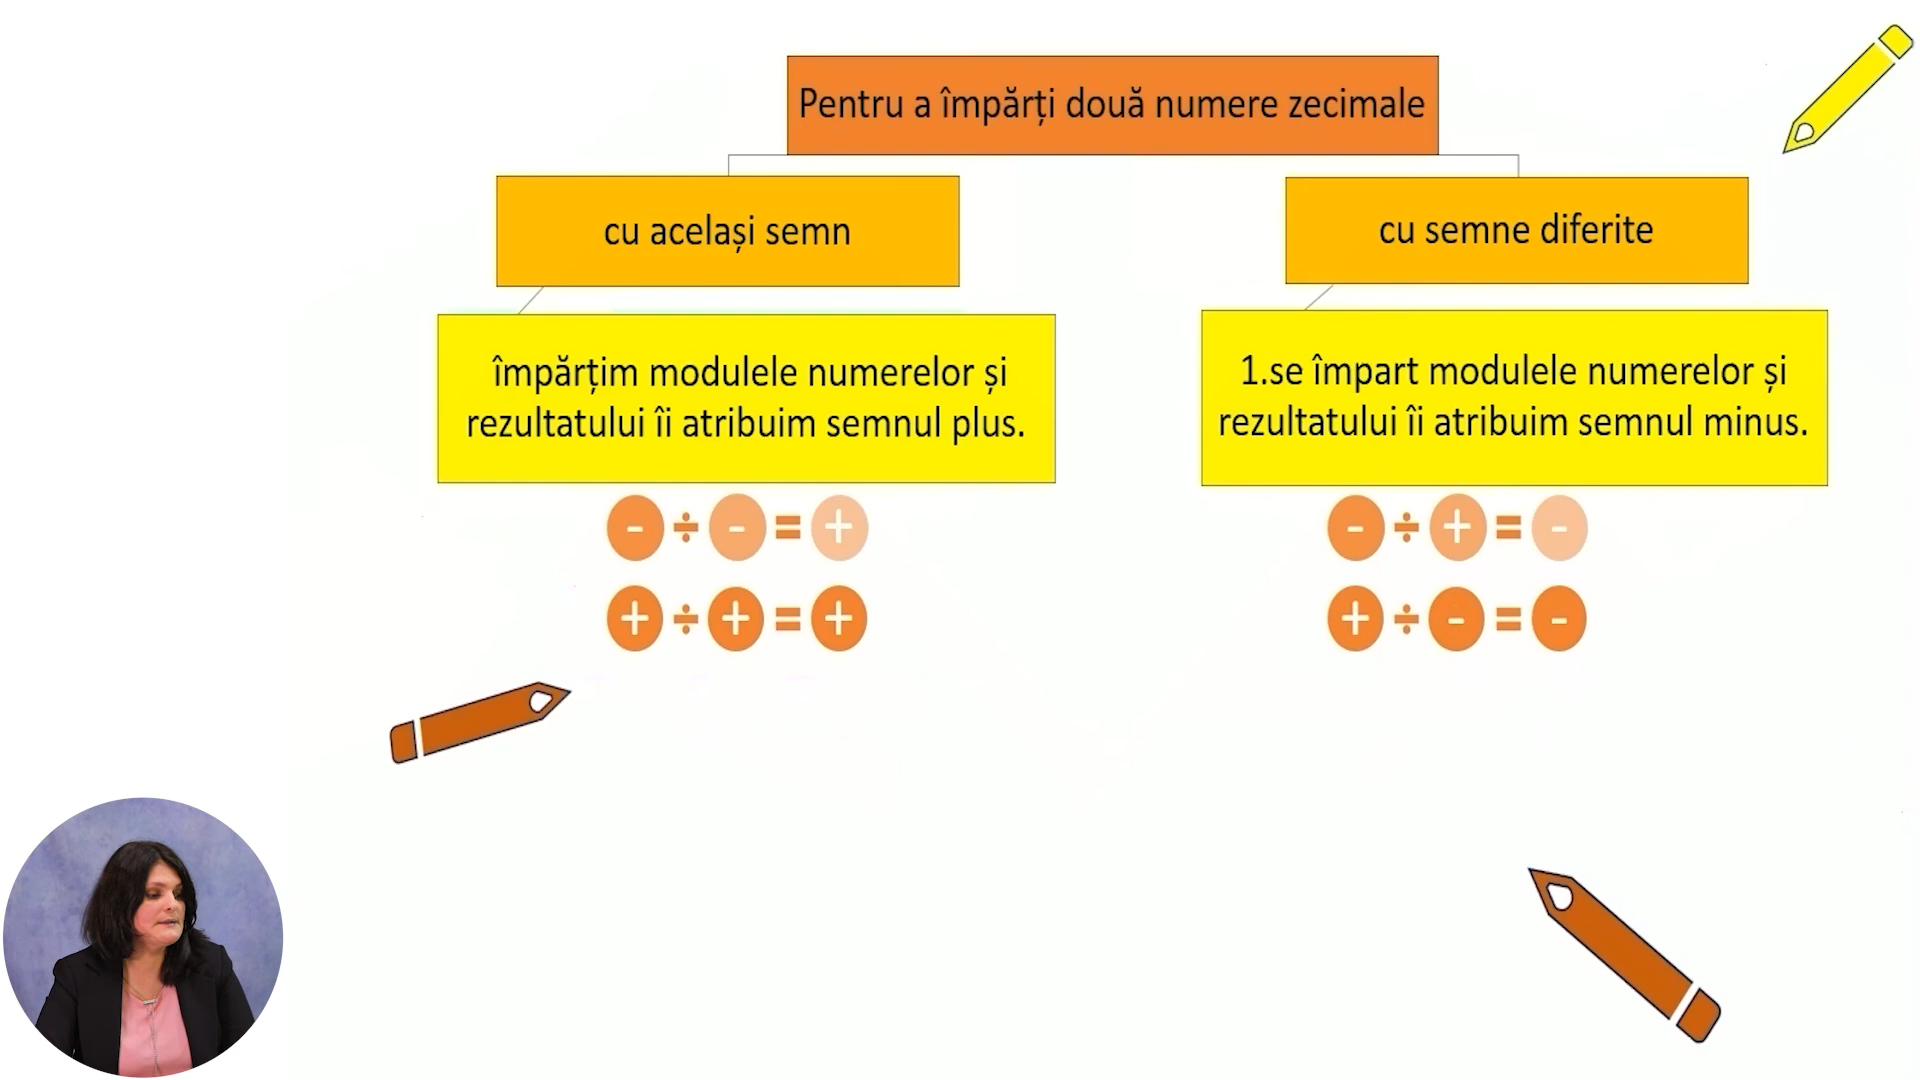 Pentru a împărți două numere zecimale
cu același semn
cu semne diferite
împărțim modulele numerelor și
rezultatului îi atribuim semnul plus.
1.se împart modulele numerelor și
rezultatului îi atribuim semnul minus.
- ÷ - = +
+ ÷ + = +
- ÷ + = -
+ ÷ - = -